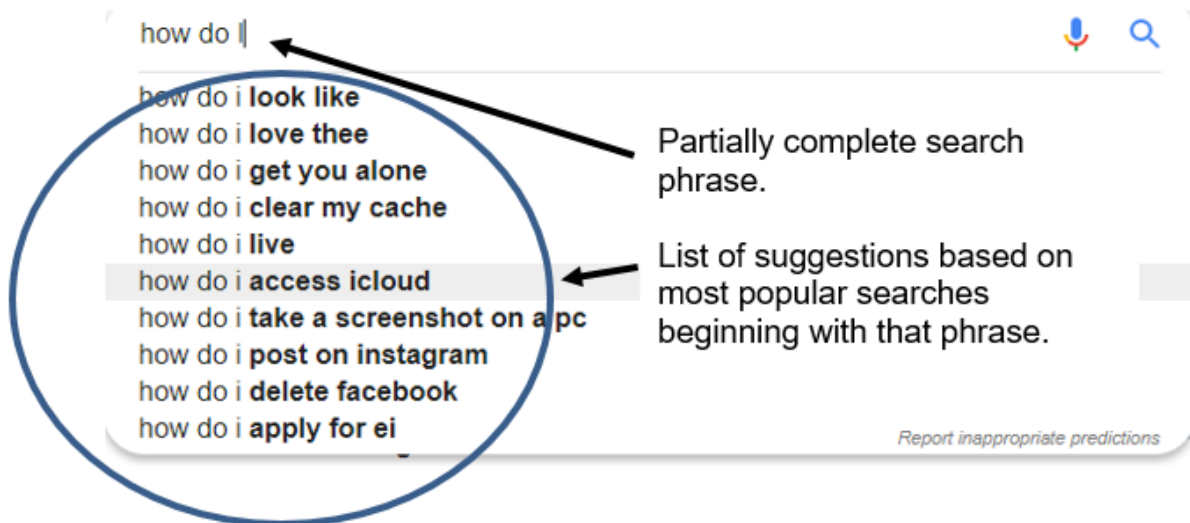 how do I
how do i look like
how do i love thee
how do i get you alone
how do i clear my cache
how do i live
how do i access icloud
how do i take a screenshot on a pc
how do i post on instagram
how do i delete facebook
how do i apply for ei
Partially complete search
phrase.
List of suggestions based on
most popular searches
beginning with that phrase.
Report inappropriate predictions